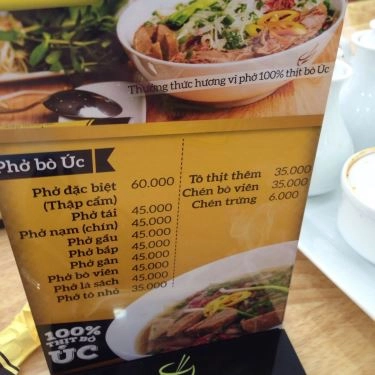 Thưởng thức hương vị phở 100% thịt bò Úc
Phở bò Úc
Phở đặc biệt 60.000
(Thập cẩm)
Phở tái 45.000
Phở nạm (chín) 45.000
Phở gầu 45.000
Phở bắp 45.000
Phở gân 45.000
Phở bò viên 45.000
Phở lá sách 45.000
Phở tô nhỏ 35.000
Tô thịt thêm 35.000
Chén bò viên 35.000
Chén trứng 6.000
100%
THỊT BÒ
ÚC